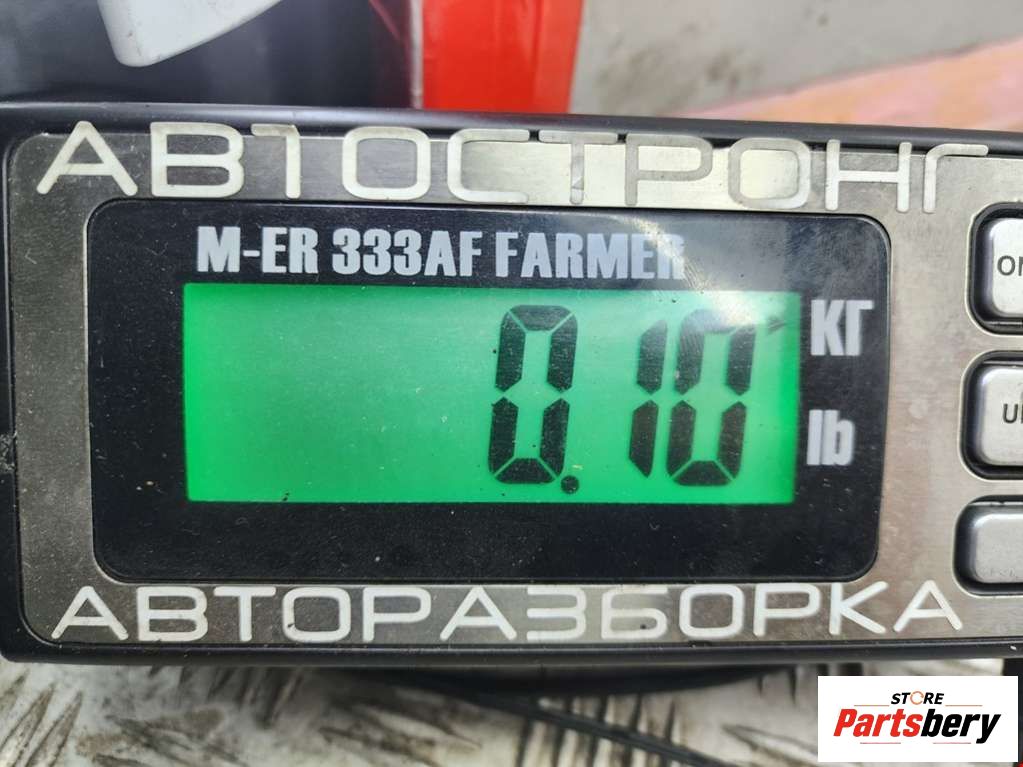 АВТОСТРОНГ
M-ER 333AF FARMER
0.10
КГ
lb
АВТОРАЗБОРКА
STORE
Partsbery